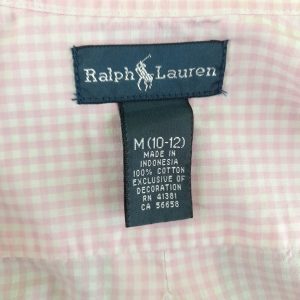 Ralph Lauren
M (10-12)
MADE IN
INDONESIA
100% COTTON
EXCLUSIVE OF
DECORATION
RN 41381
CA 56658